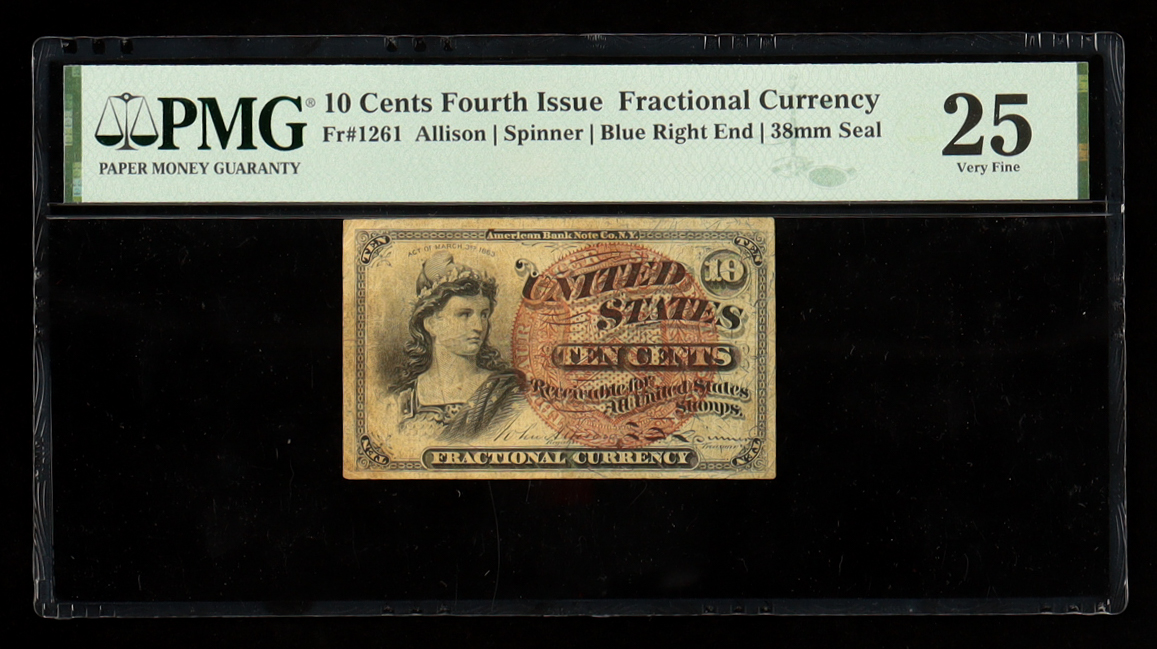 PMG®
PAPER MONEY GUARANTY
10 Cents Fourth Issue Fractional Currency
Fr#1261 Allison | Spinner | Blue Right End | 38mm Seal
25
Very Fine
American Bank Note Co. N.Y.
TEN
TEN
ACT OF MARCH 3RD 1863
10
UNITED
STATES
TEN CENTS
Receivable for
All United States
Stamps.
TEN
TEN
FRACTIONAL CURRENCY